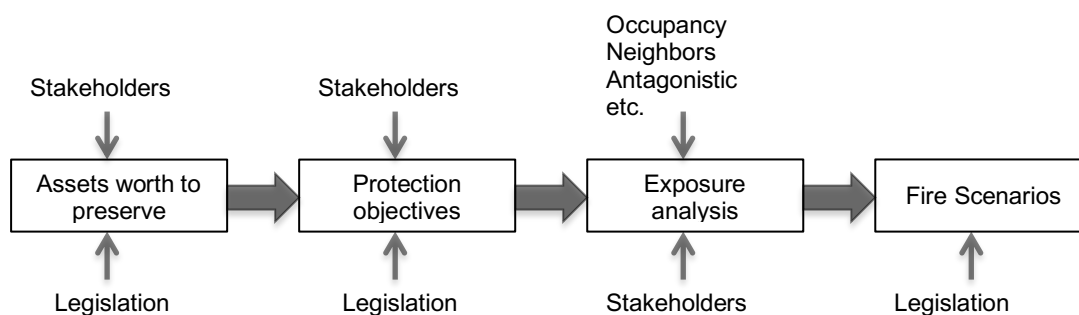 Occupancy
Neighbors
Antagonistic
etc.
Stakeholders
Stakeholders
Assets worth to
preserve
Protection
objectives
Exposure
analysis
Fire Scenarios
Legislation
Legislation
Stakeholders
Legislation